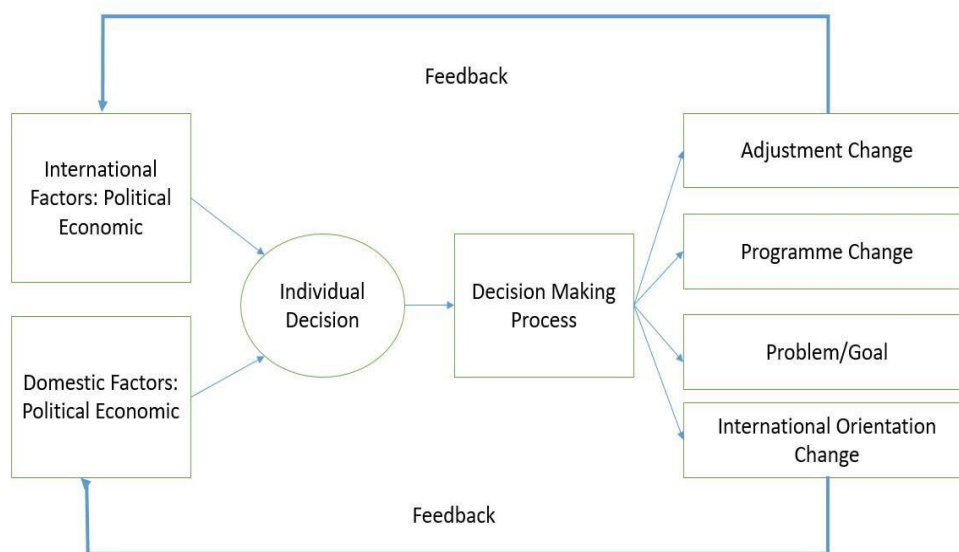 Feedback
International
Factors: Political
Economic
Domestic Factors:
Political Economic
Individual
Decision
Decision Making
Process
Adjustment Change
Programme Change
Problem/Goal
International Orientation
Change
Feedback